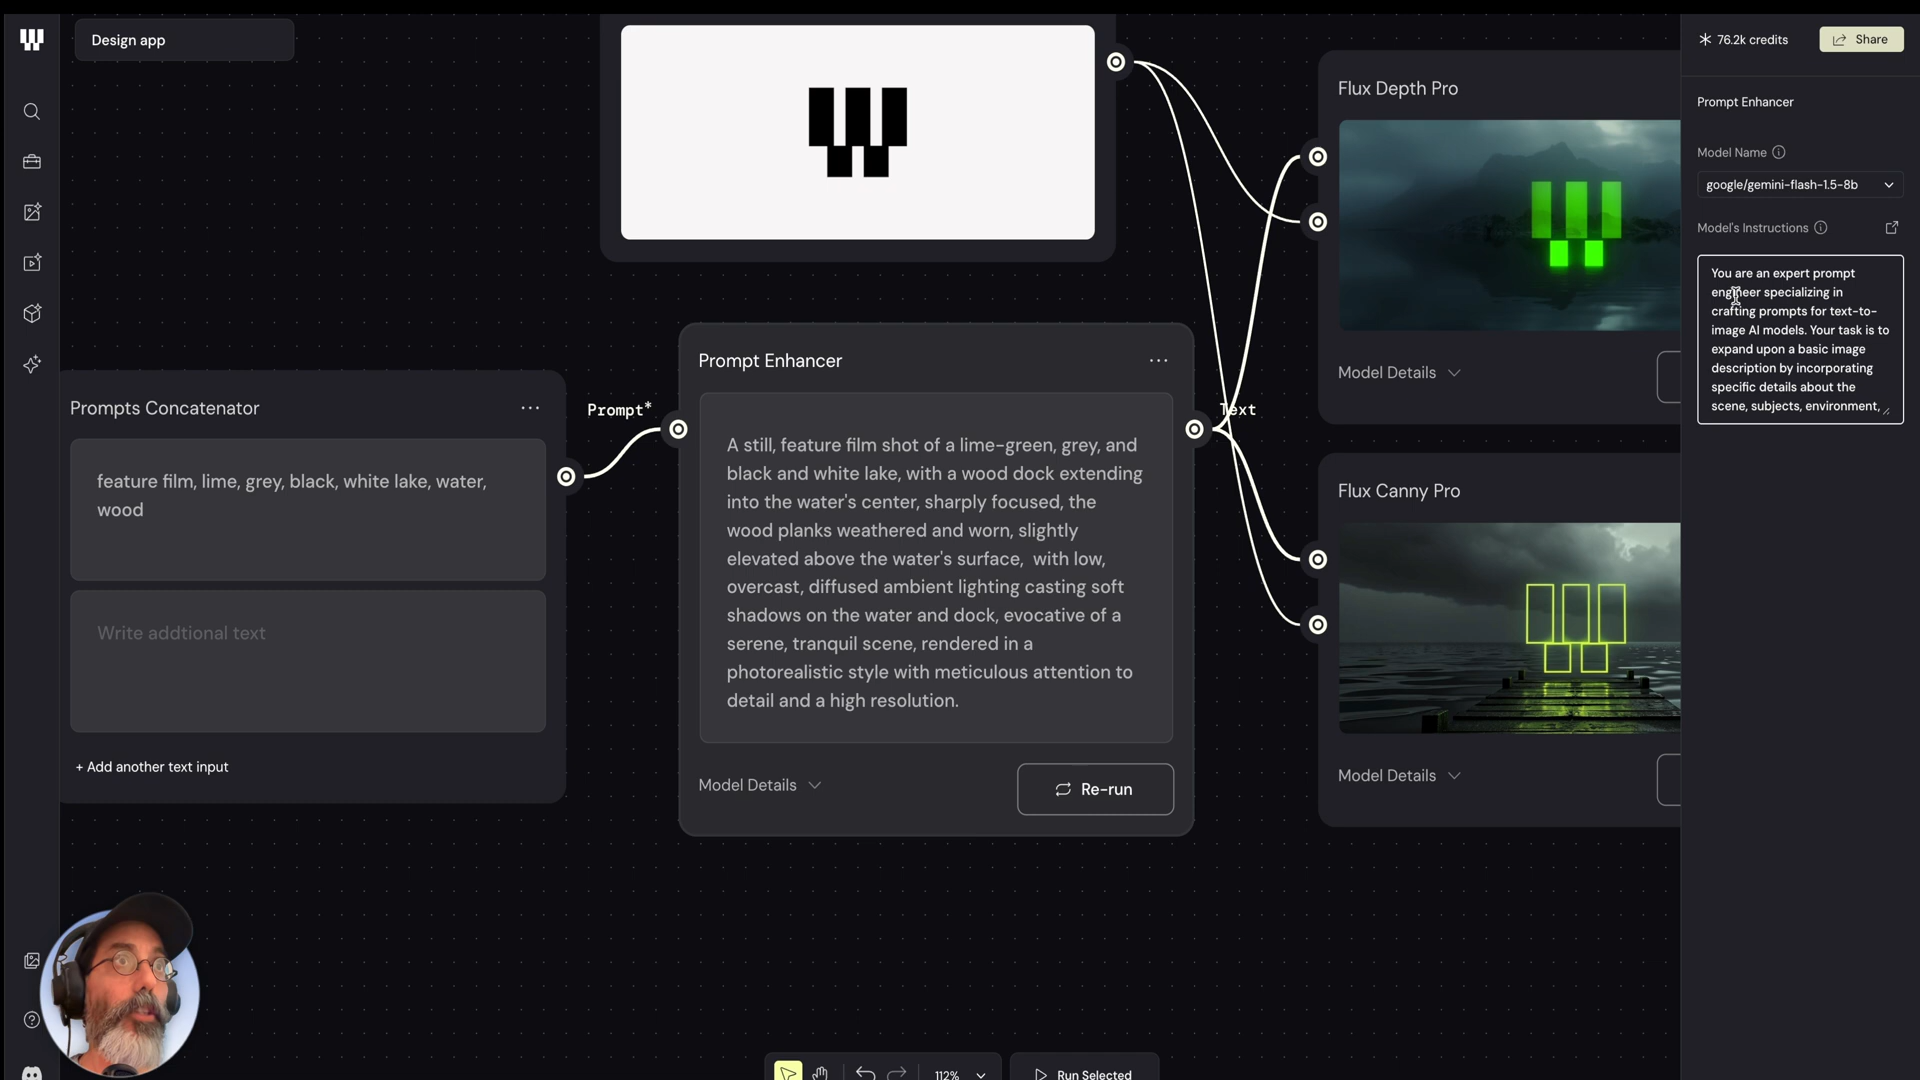 Design app
76.2k credits
Share
Flux Depth Pro
Prompt Enhancer
Model Name
google/gemini-flash-1.5-8b
Model's Instructions
You are an expert prompt
engineer specializing in
crafting prompts for text-to-
image AI models. Your task is to
expand upon a basic image
description by incorporating
specific details about the
scene, subjects, environment,
Model Details
Prompt Enhancer
Prompts Concatenator
Prompt*
Text
feature film, lime, grey, black, white lake, water,
wood
A still, feature film shot of a lime-green, grey, and
black and white lake, with a wood dock extending
into the water's center, sharply focused, the
wood planks weathered and worn, slightly
elevated above the water's surface,  with low,
overcast, diffused ambient lighting casting soft
shadows on the water and dock, evocative of a
serene, tranquil scene, rendered in a
photorealistic style with meticulous attention to
detail and a high resolution.
Flux Canny Pro
Write addtional text
+ Add another text input
Model Details
Re-run
Model Details
112%
Run Selected